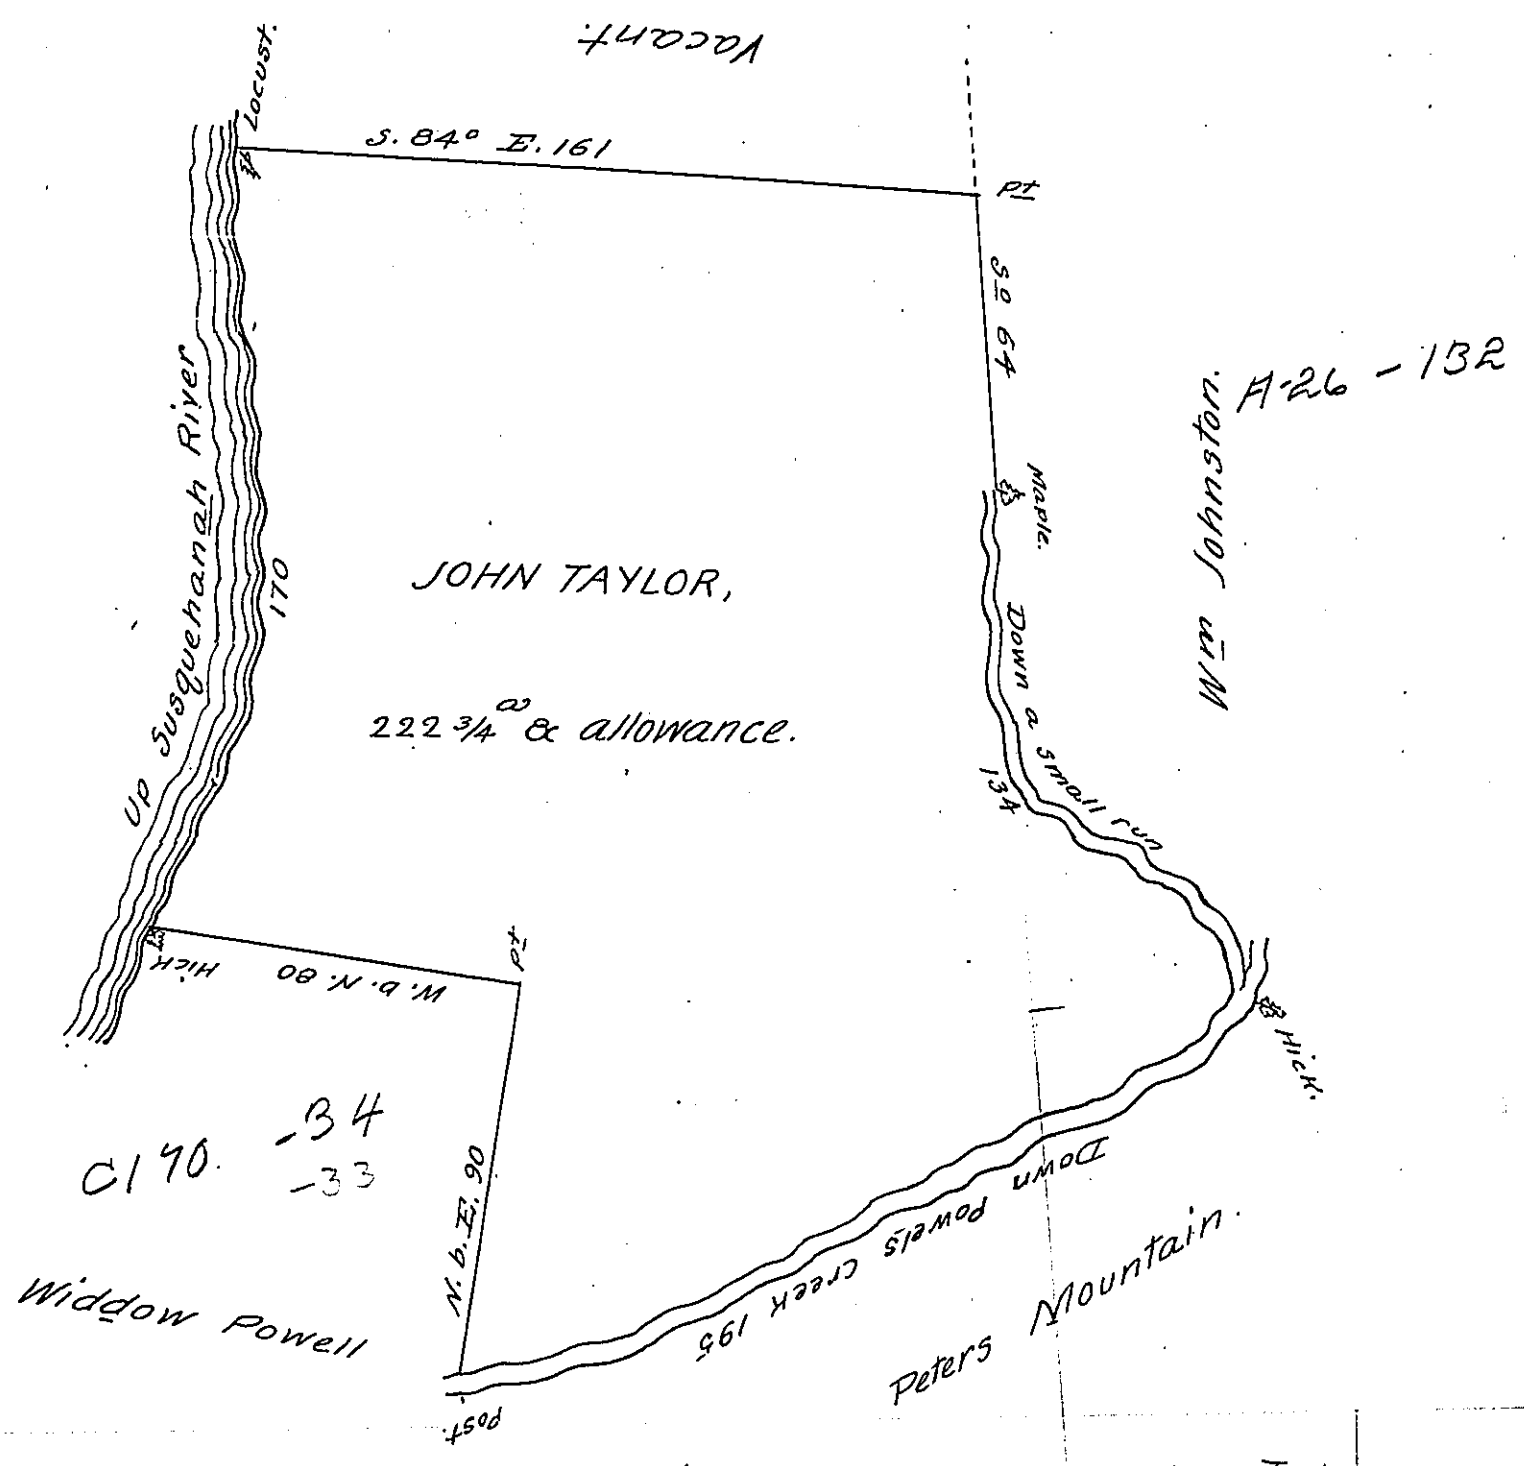 Vacant.
Locust.
S. 84° E. 161
Pt
So 64
A-26 - 132
Wm Johnston.
Maple.
Up Susquehanah River
170
JOHN TAYLOR,
222 3/4 a & allowance.
Down a small run
134
Hick
W. b. N. 80
Pt
Hick.
C170. -34
-33
N. b. E. 90
Down Powels Creek 195
Widdow Powell
Peters Mountain.
Post.